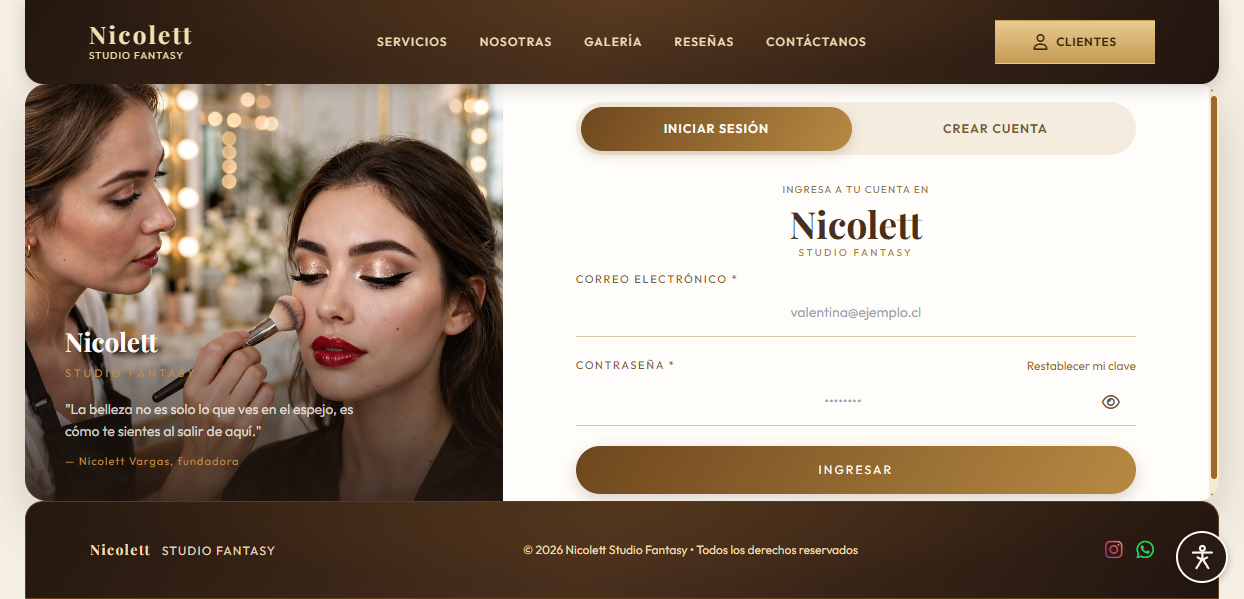 Nicolett
STUDIO FANTASY
SERVICIOS NOSOTRAS GALERÍA RESEÑAS CONTÁCTANOS
CLIENTES
Nicolett
STUDIO FANTASY
"La belleza no es solo lo que ves en el espejo, es
cómo te sientes al salir de aquí."
— Nicolett Vargas, fundadora
INICIAR SESIÓN CREAR CUENTA
INGRESA A TU CUENTA EN
Nicolett
STUDIO FANTASY
CORREO ELECTRÓNICO *
valentina@ejemplo.cl
CONTRASEÑA * Restablecer mi clave
••••••••
INGRESAR
Nicolett STUDIO FANTASY © 2026 Nicolett Studio Fantasy • Todos los derechos reservados